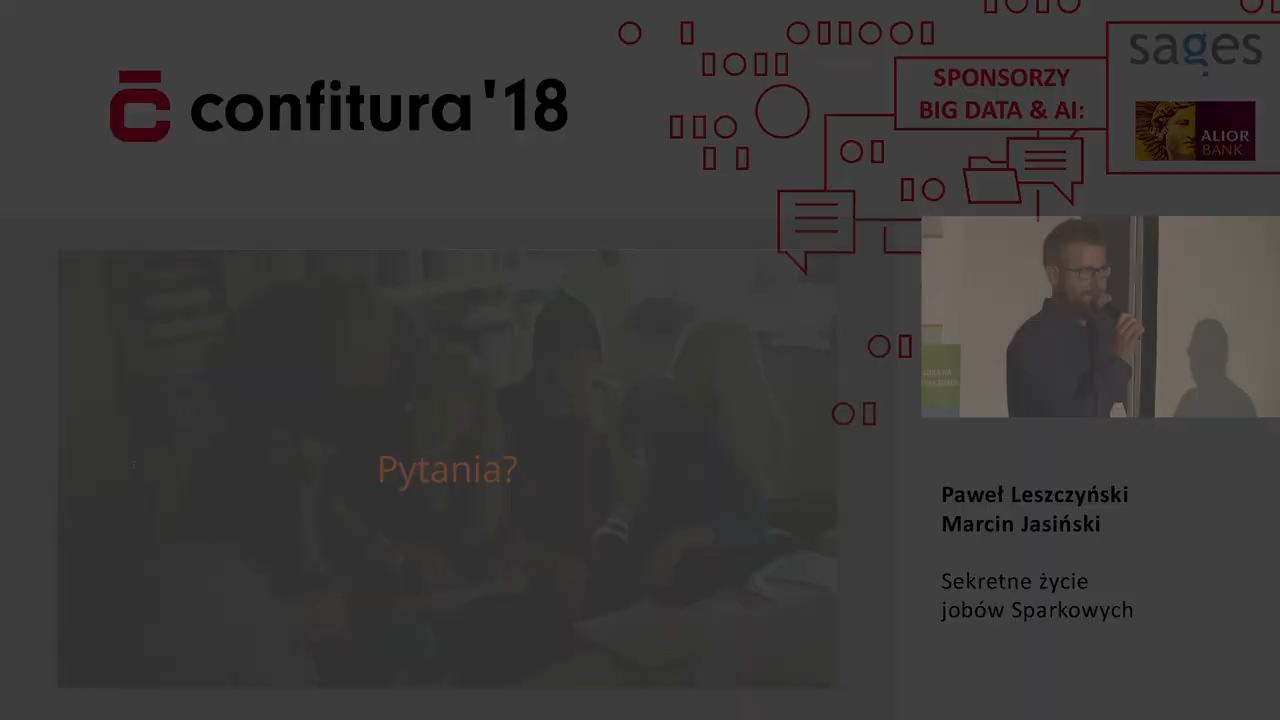 confitura '18
SPONSORZY
BIG DATA & AI:
sages
ALIOR
BANK
Pytania?
Paweł Leszczyński
Marcin Jasiński
Sekretne życie
jobów Sparkowych